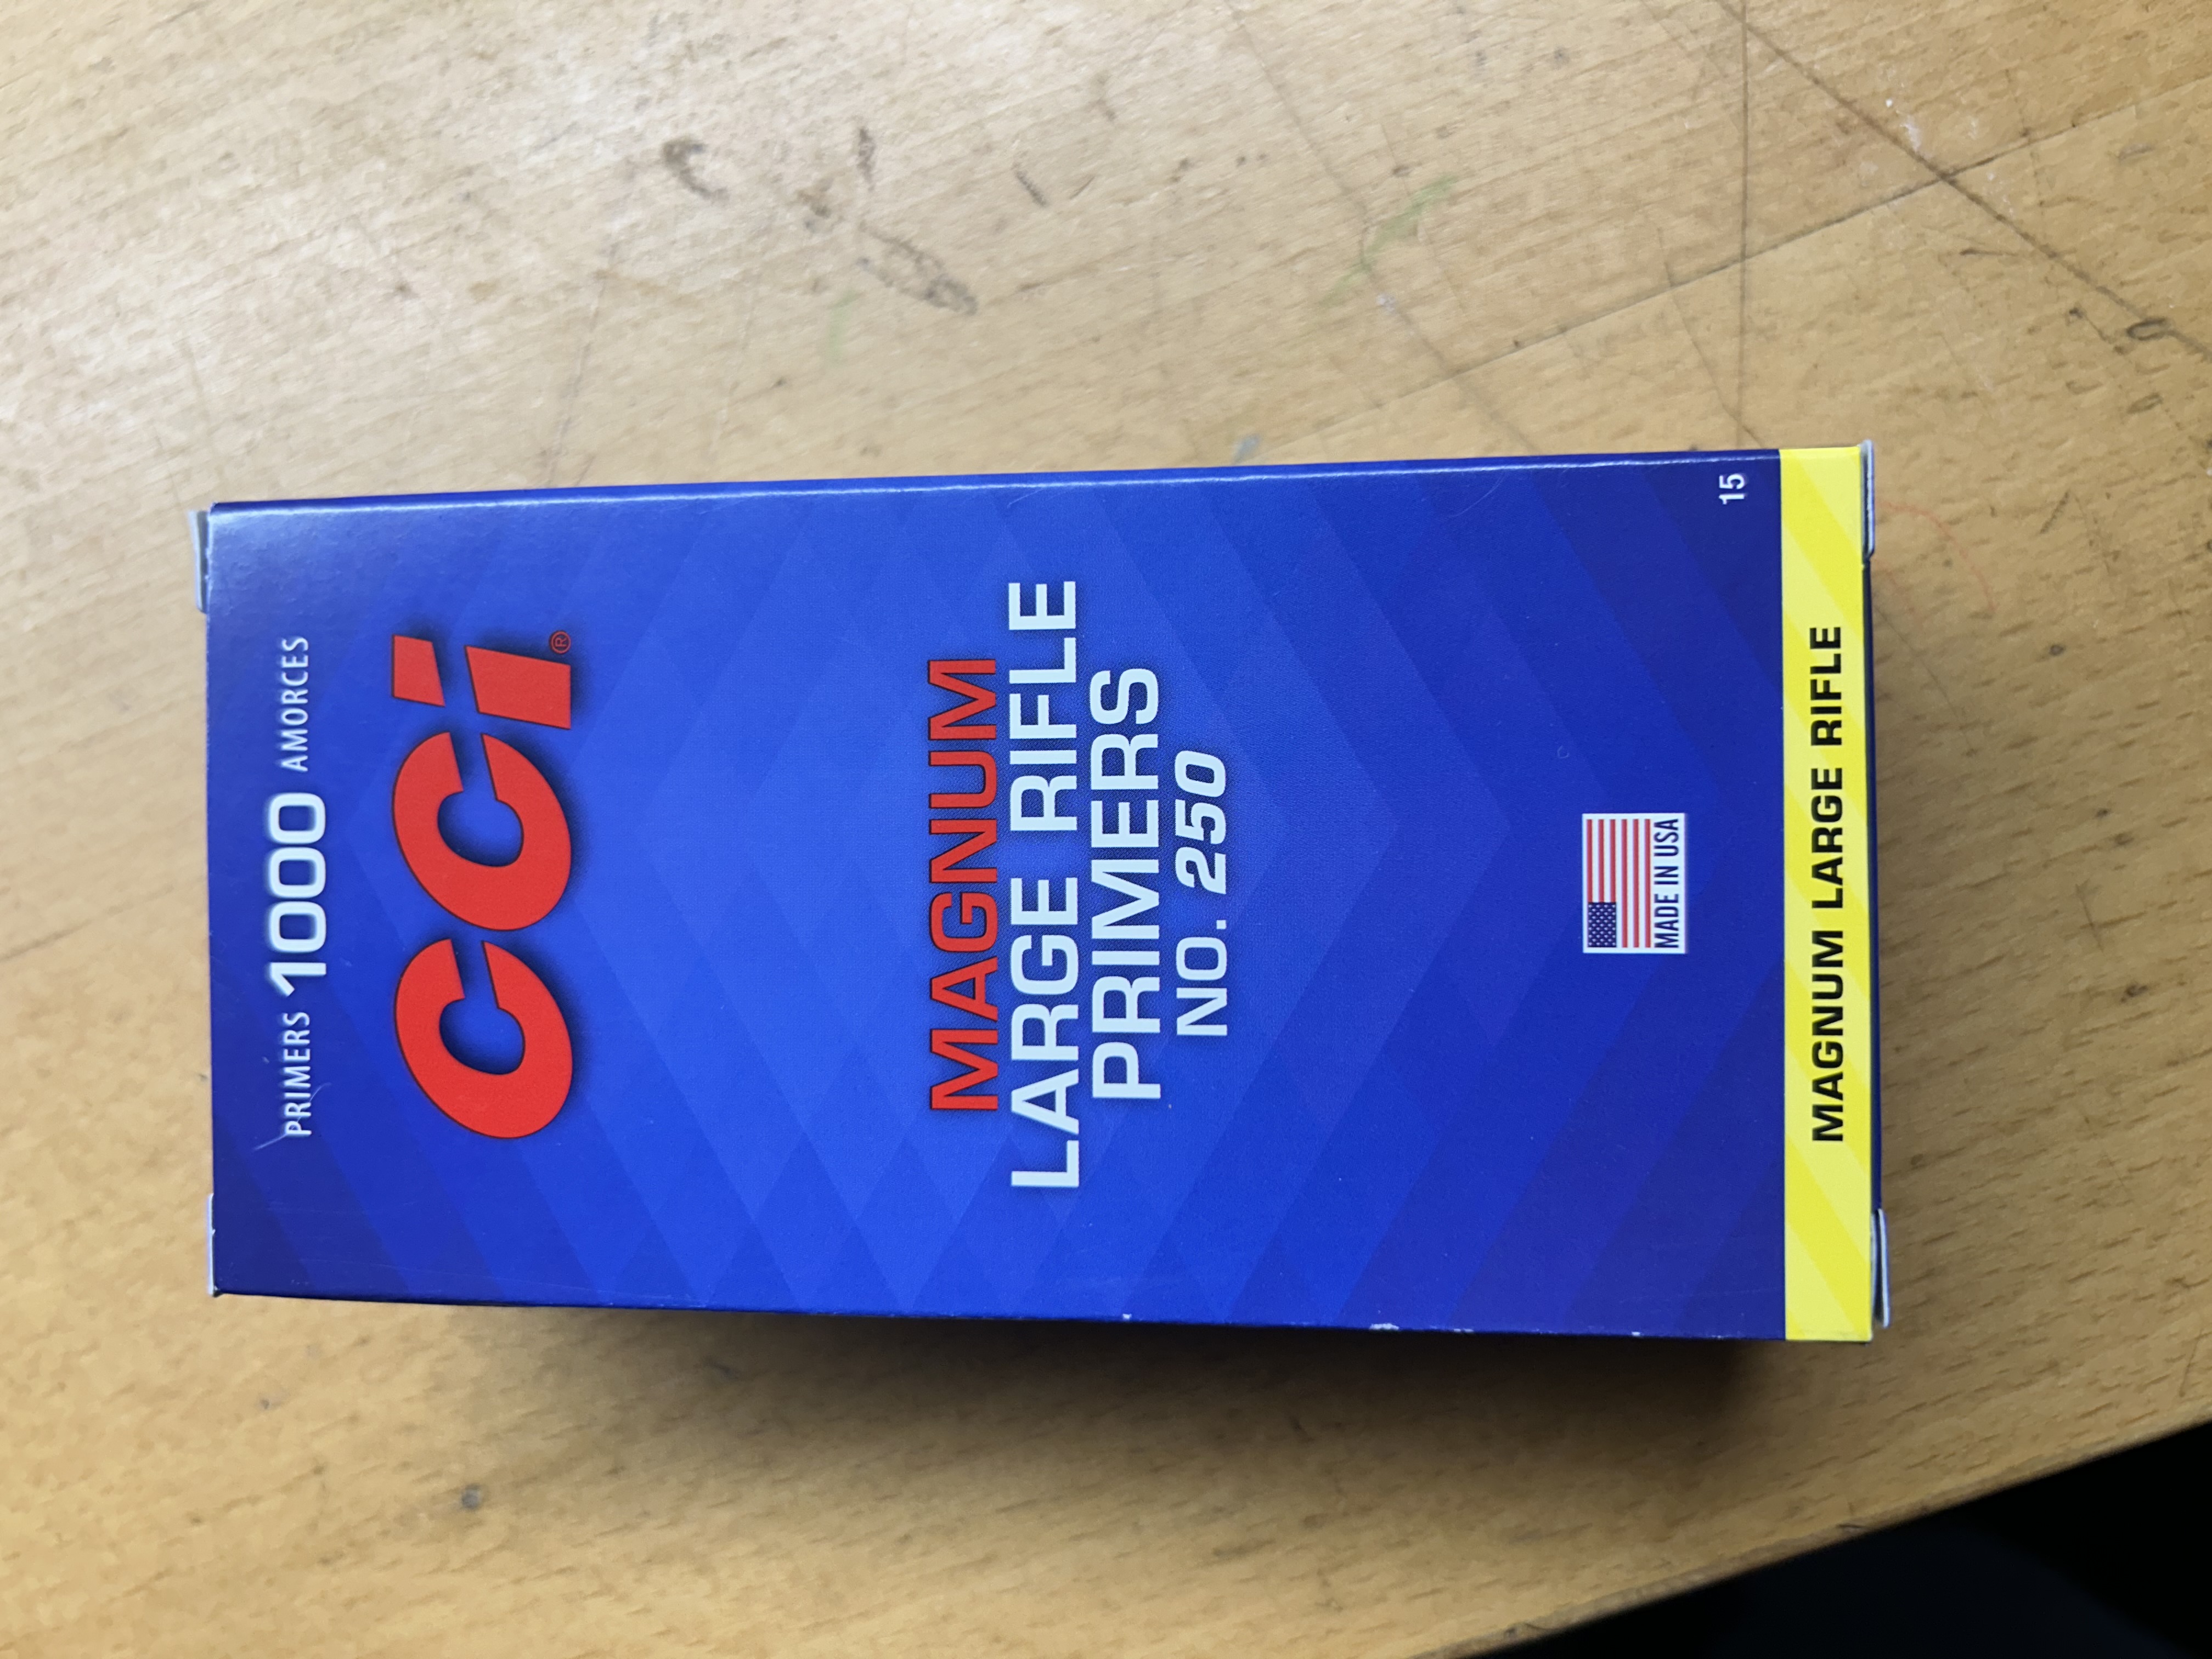 PRIMERS 1000 AMORCES
cci®
MAGNUM
LARGE RIFLE
PRIMERS
NO. 250
MADE IN USA
15
MAGNUM LARGE RIFLE